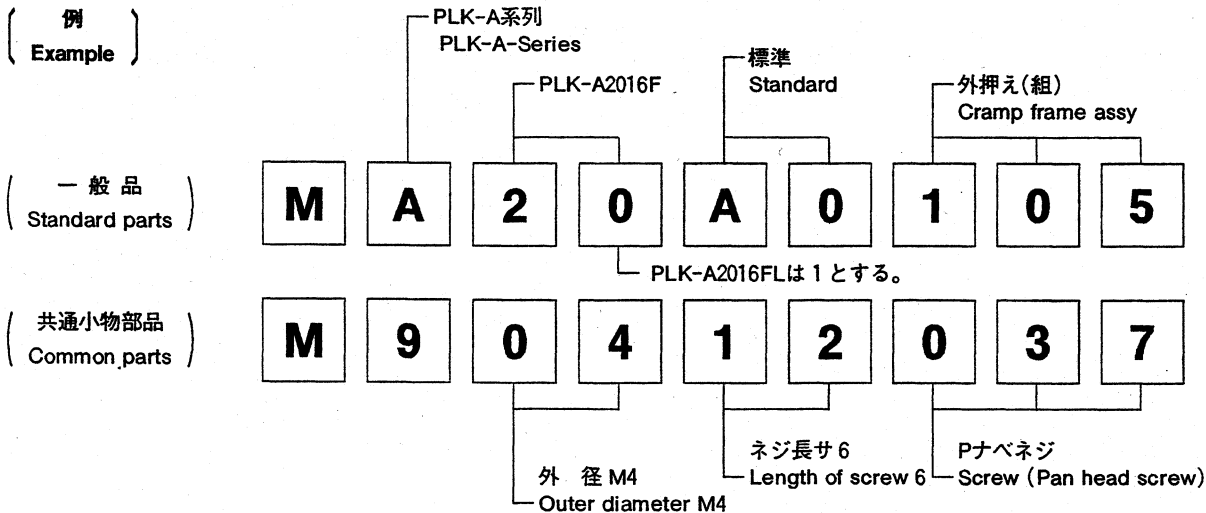 例
Example
PLK-A系列
PLK-A-Series
PLK-A2016F
標準
Standard
外押え(組)
Cramp frame assy
一般品
Standard parts
M A 2 0 A 0 1 0 5
PLK-A2016FLは1とする。
共通小物部品
Common parts
M 9 0 4 1 2 0 3 7
外 径 M4
Outer diameter M4
ネジ長サ 6
Length of screw 6
Pナベネジ
Screw (Pan head screw)